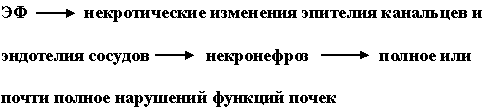 ЭФ ⟶ некротические изменения эпителия канальцев и
эндотелия сосудов ⟶ некронефроз ⟶ полное или
почти полное нарушений функций почек